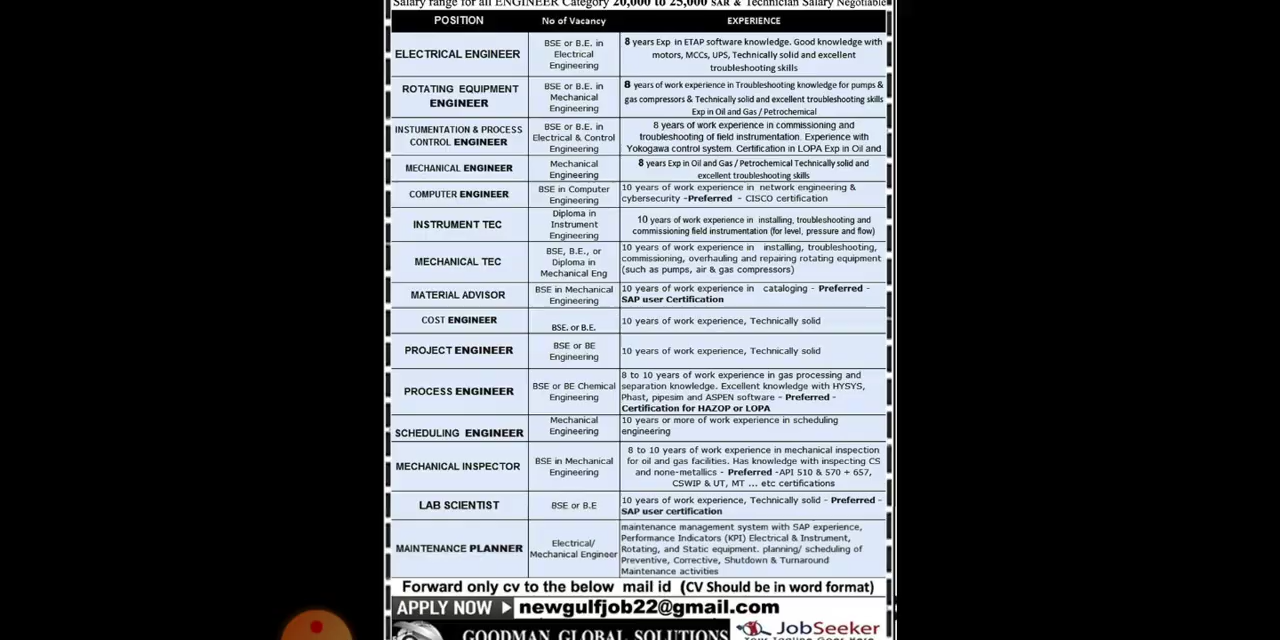 Salary range for all ENGINEER Category 20,000 to 25,000 SAR & Technician Salary Negotiable
POSITION No of Vacancy EXPERIENCE
ELECTRICAL ENGINEER
BSE or B.E. in
Electrical
Engineering
8 years Exp in ETAP software knowledge. Good knowledge with
motors, MCCs, UPS, Technically solid and excellent
troubleshooting skills
ROTATING EQUIPMENT
ENGINEER
BSE or B.E. in
Mechanical
Engineering
8 years of work experience in Troubleshooting knowledge for pumps &
gas compressors & Technically solid and excellent troubleshooting skills
Exp in Oil and Gas / Petrochemical
INSTUMENTATION & PROCESS
CONTROL ENGINEER
BSE or B.E. in
Electrical & Control
Engineering
8 years of work experience in commissioning and
troubleshooting of field instrumentation. Experience with
Yokogawa control system. Certification in LOPA Exp in Oil and
MECHANICAL ENGINEER
Mechanical
Engineering
8 years Exp in Oil and Gas / Petrochemical Technically solid and
excellent troubleshooting skills
COMPUTER ENGINEER
BSE in Computer
Engineering
10 years of work experience in network engineering &
cybersecurity -Preferred - CISCO certification
INSTRUMENT TEC
Diploma in
Instrument
Engineering
10 years of work experience in installing, troubleshooting and
commissioning field instrumentation (for level, pressure and flow)
MECHANICAL TEC
BSE, B.E., or
Diploma in
Mechanical Eng
10 years of work experience in installing, troubleshooting,
commissioning, overhauling and repairing rotating equipment
(such as pumps, air & gas compressors)
MATERIAL ADVISOR
BSE in Mechanical
Engineering
10 years of work experience in cataloging - Preferred -
SAP user Certification
COST ENGINEER
BSE. or B.E.
10 years of work experience, Technically solid
PROJECT ENGINEER
BSE or BE
Engineering
10 years of work experience, Technically solid
PROCESS ENGINEER
BSE or BE Chemical
Engineering
8 to 10 years of work experience in gas processing and
separation knowledge. Excellent knowledge with HYSYS,
Phast, pipesim and ASPEN software - Preferred -
Certification for HAZOP or LOPA
SCHEDULING ENGINEER
Mechanical
Engineering
10 years or more of work experience in scheduling
engineering
MECHANICAL INSPECTOR
BSE in Mechanical
Engineering
8 to 10 years of work experience in mechanical inspection
for oil and gas facilities. Has knowledge with inspecting CS
and none-metallics - Preferred -API 510 & 570 + 657,
CSWIP & UT, MT ... etc certifications
LAB SCIENTIST
BSE or B.E
10 years of work experience, Technically solid - Preferred -
SAP user certification
MAINTENANCE PLANNER
Electrical/
Mechanical Engineer
maintenance management system with SAP experience,
Performance Indicators (KPI) Electrical & Instrument,
Rotating, and Static equipment. planning/ scheduling of
Preventive, Corrective, Shutdown & Turnaround
Maintenance activities
Forward only cv to the below mail id (CV Should be in word format)
APPLY NOW newgulfjob22@gmail.com
GOODMAN GLOBAL SOLUTIONS
JobSeeker